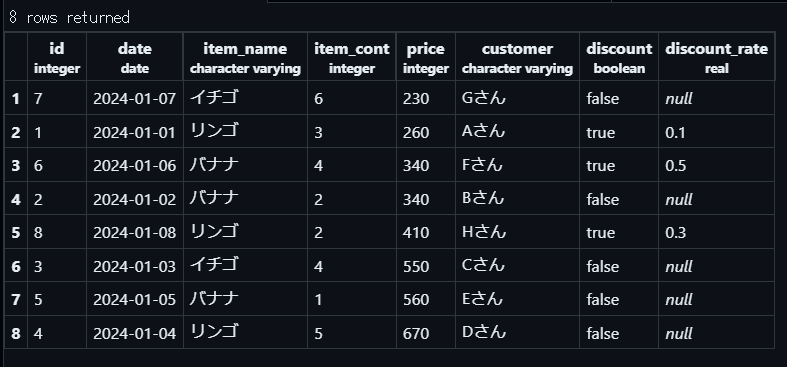 8 rows returned
id date item_name item_cont price customer discount discount_rate
integer date character varying integer integer character varying boolean real
1 7 2024-01-07 イチゴ 6 230 Gさん false null
2 1 2024-01-01 リンゴ 3 260 Aさん true 0.1
3 6 2024-01-06 バナナ 4 340 Fさん true 0.5
4 2 2024-01-02 バナナ 2 340 Bさん false null
5 8 2024-01-08 リンゴ 2 410 Hさん true 0.3
6 3 2024-01-03 イチゴ 4 550 Cさん false null
7 5 2024-01-05 バナナ 1 560 Eさん false null
8 4 2024-01-04 リンゴ 5 670 Dさん false null